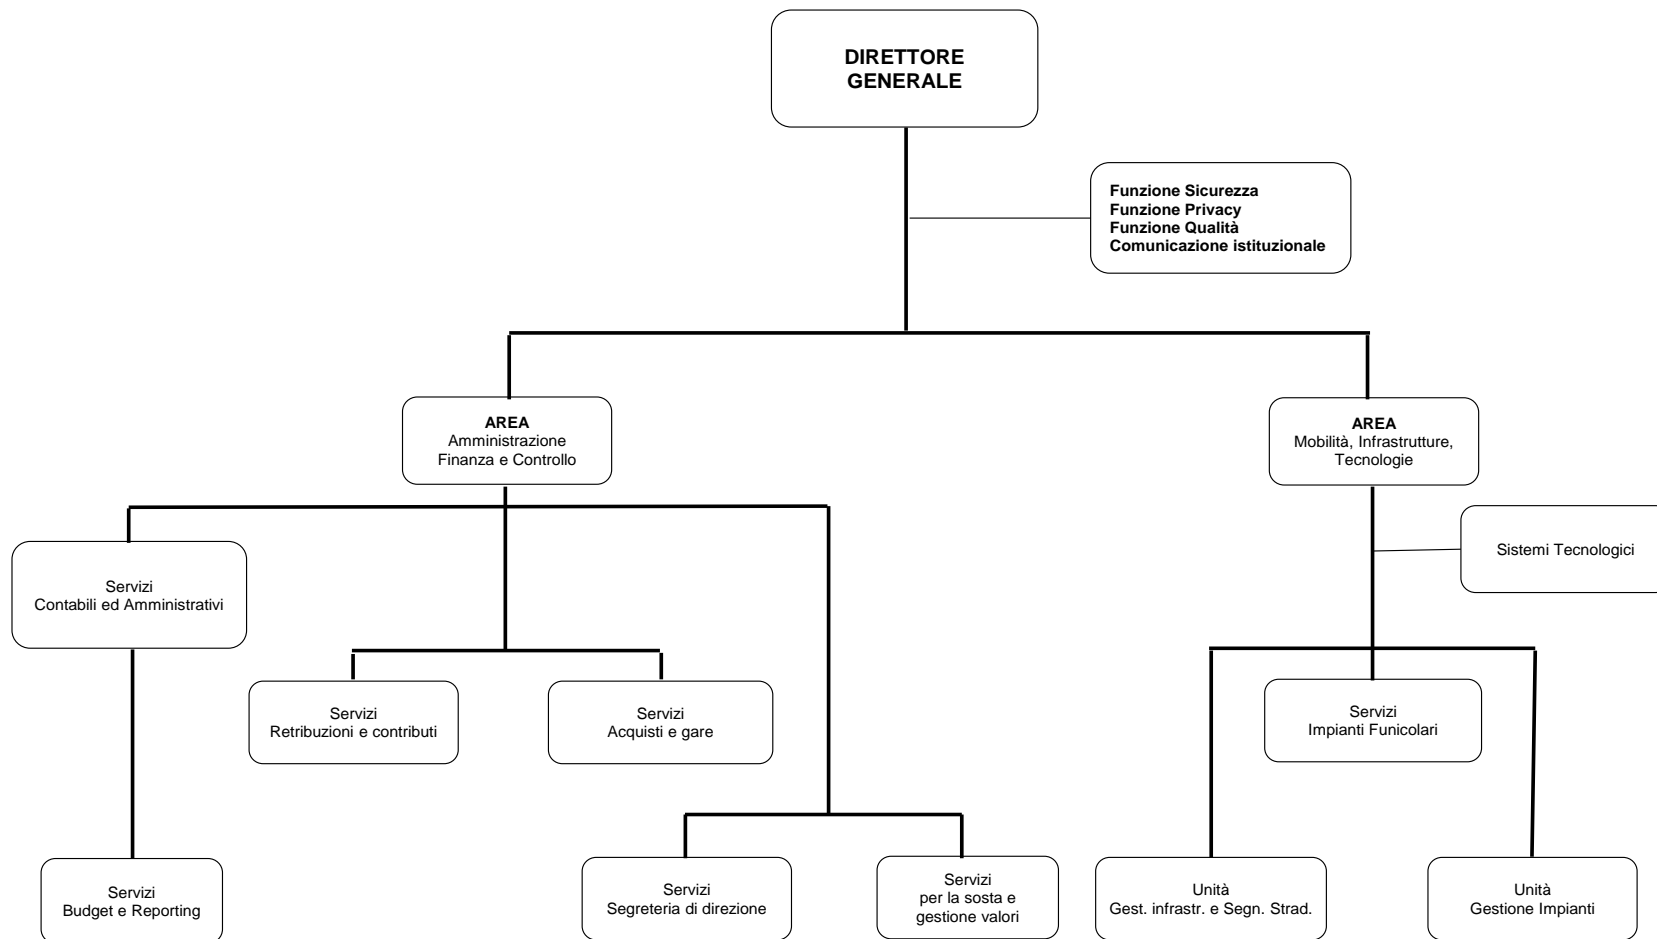 DIRETTORE
GENERALE
Funzione Sicurezza
Funzione Privacy
Funzione Qualità
Comunicazione istituzionale
AREA
Amministrazione
Finanza e Controllo
AREA
Mobilità, Infrastrutture,
Tecnologie
Sistemi Tecnologici
Servizi
Contabili ed Amministrativi
Servizi
Retribuzioni e contributi
Servizi
Acquisti e gare
Servizi
Impianti Funicolari
Servizi
Budget e Reporting
Servizi
Segreteria di direzione
Servizi
per la sosta e
gestione valori
Unità
Gest. infrastr. e Segn. Strad.
Unità
Gestione Impianti